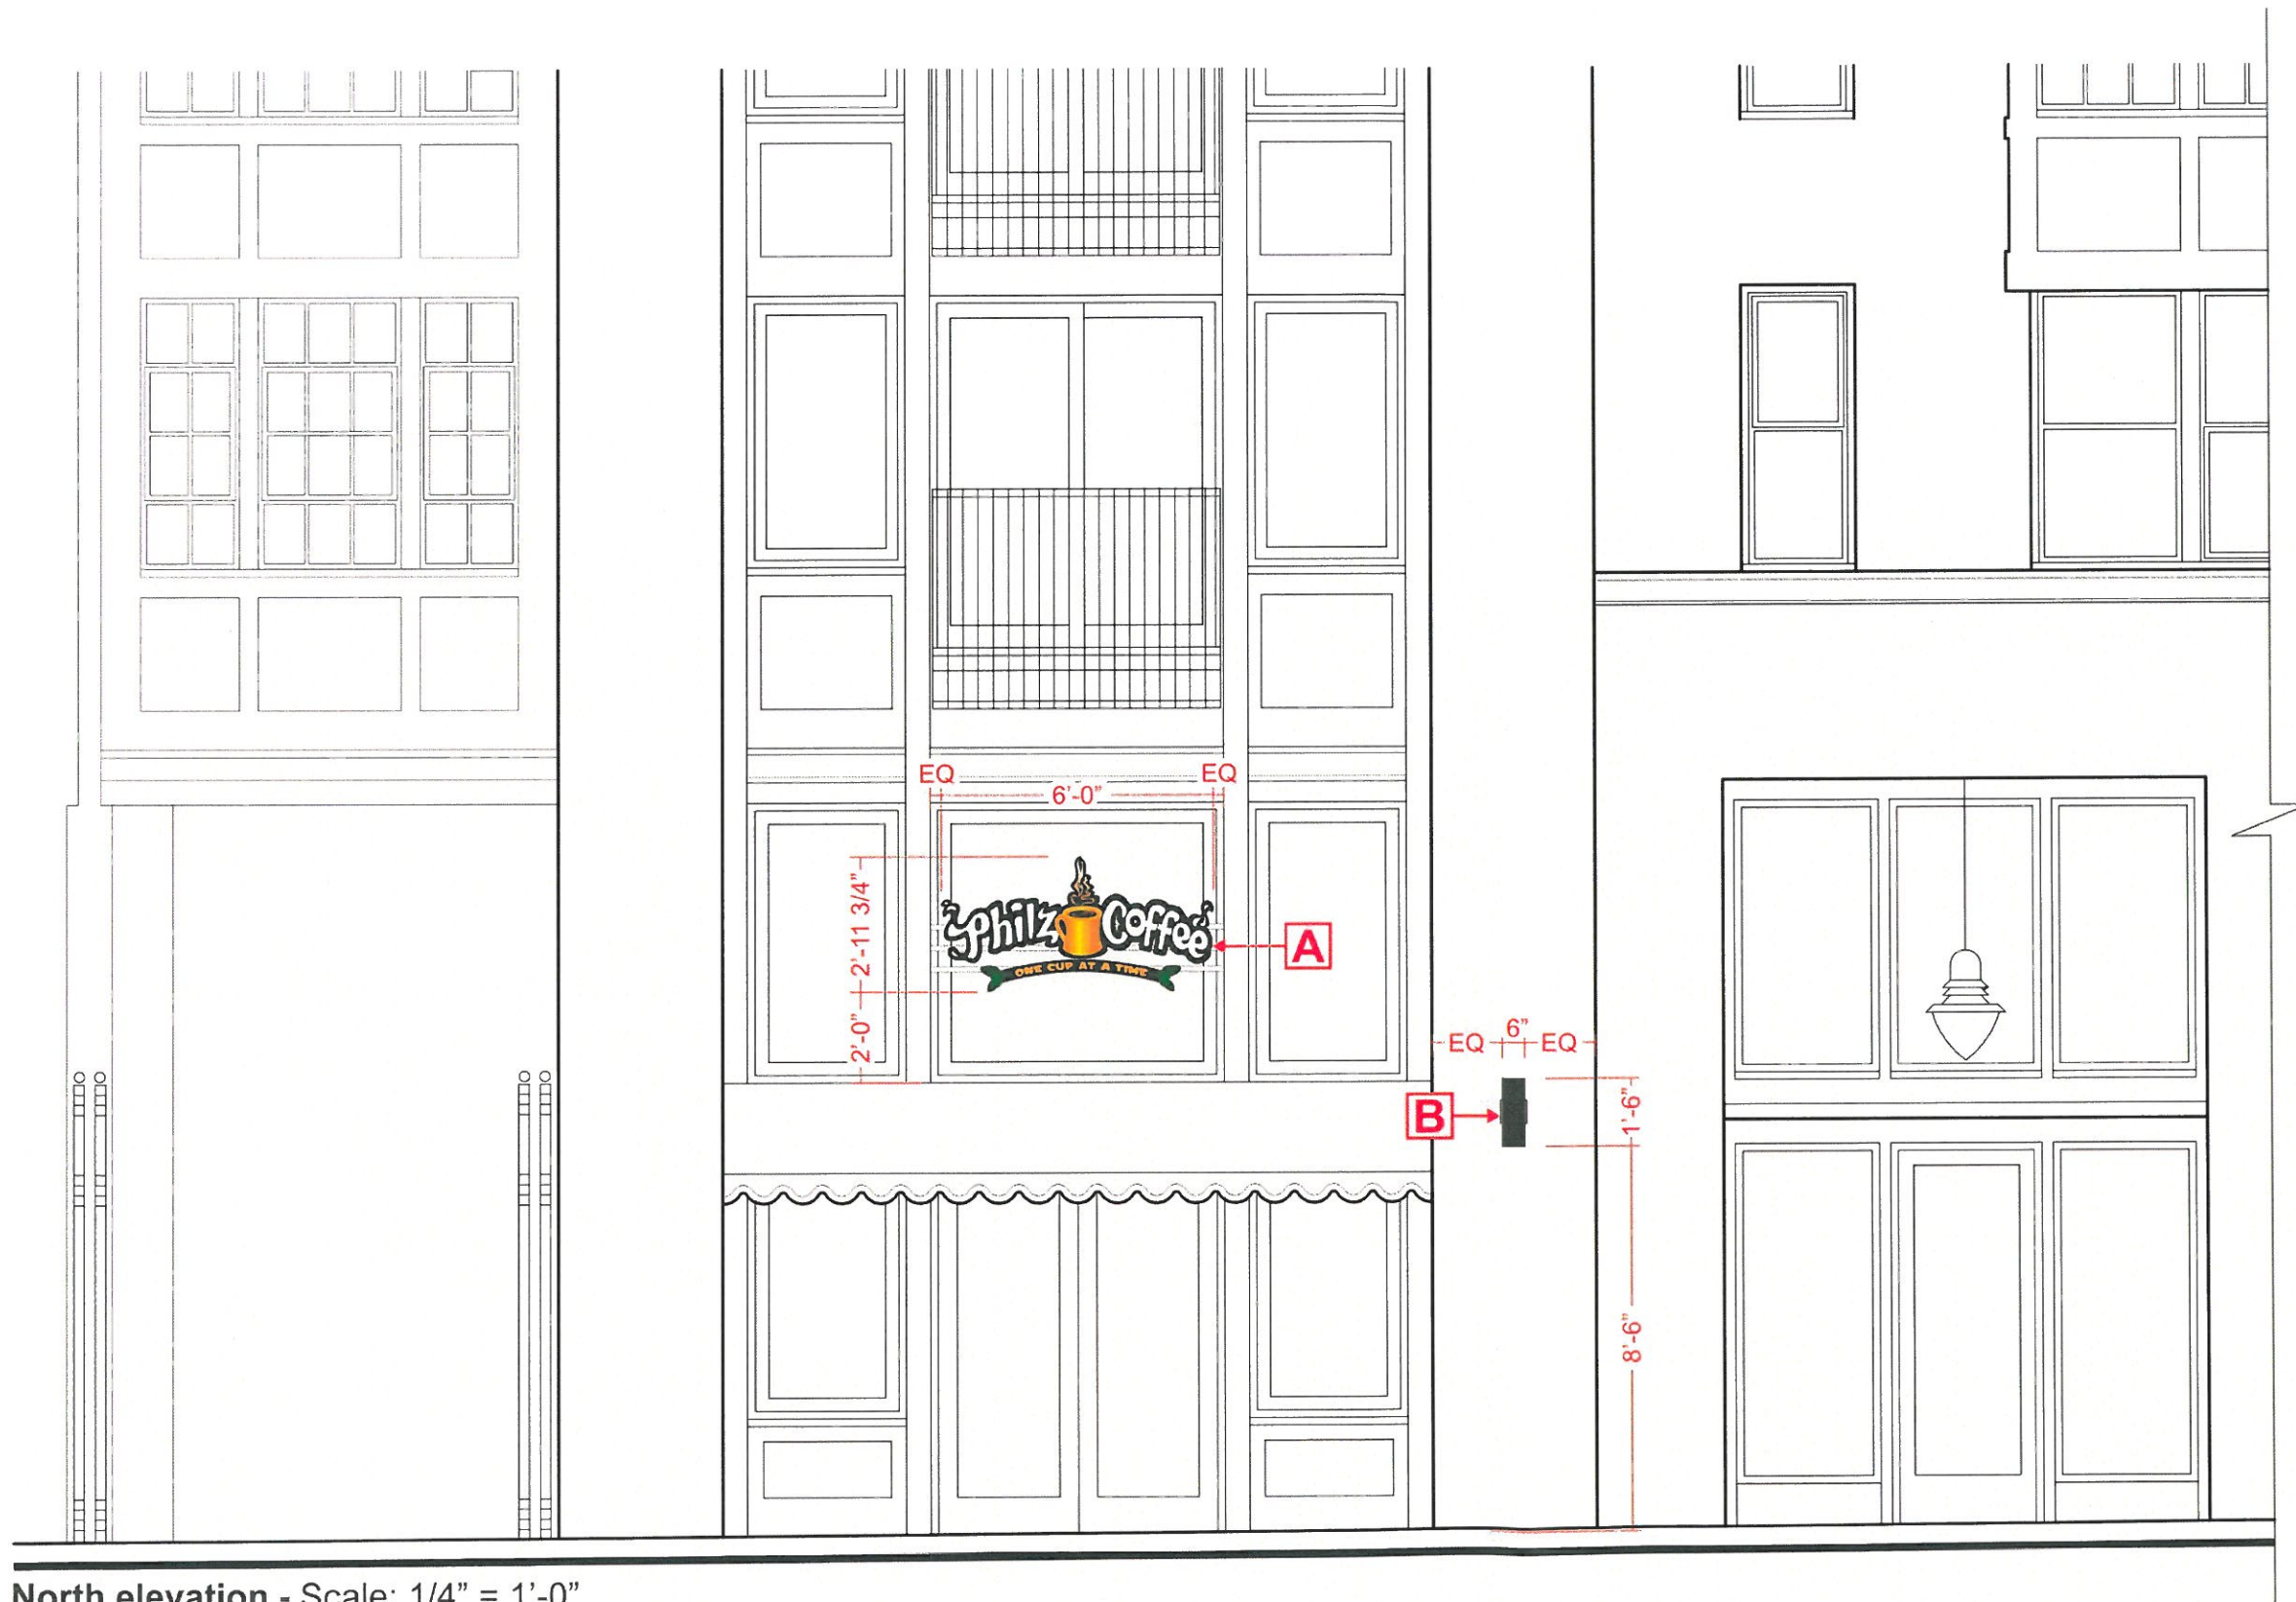 EQ
EQ
6'-0"
2'-11 3/4"
Philz Coffee
ONE CUP AT A TIME
A
2'-0"
EQ
6"
EQ
B
1'-6"
8'-6"
North elevation - Scale: 1/4" = 1'-0"